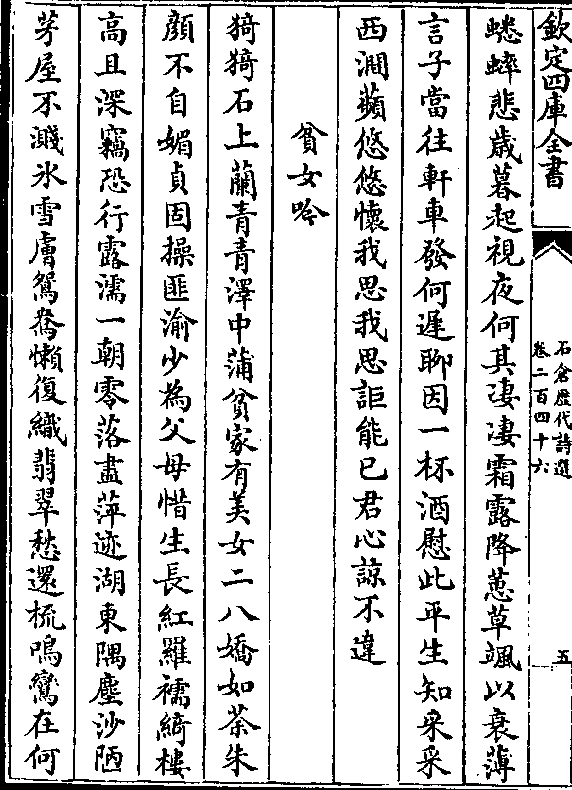 欽定四庫全書
石倉歷代詩選
卷二百四十六
五
蟋蟀悲歲暮起視夜何其淒淒霜露降蕙草颯以衰薄
言子當往軒車發何遲聊因一杯酒慰此平生知采采
西澗蘋悠悠懷我思我思詎能已君心諒不違
貧女吟
猗猗石上蘭青青澤中蒲貧家有美女二八嬌如荼朱
顏不自媚貞固操匪渝少為父母惜生長紅羅襦綺樓
高且深竊恐行露濡一朝零落盡萍迹湖東隅塵沙陋
茅屋不濺冰雪膚鴛鴦懶復織翡翠愁還梳鳴鸞在何